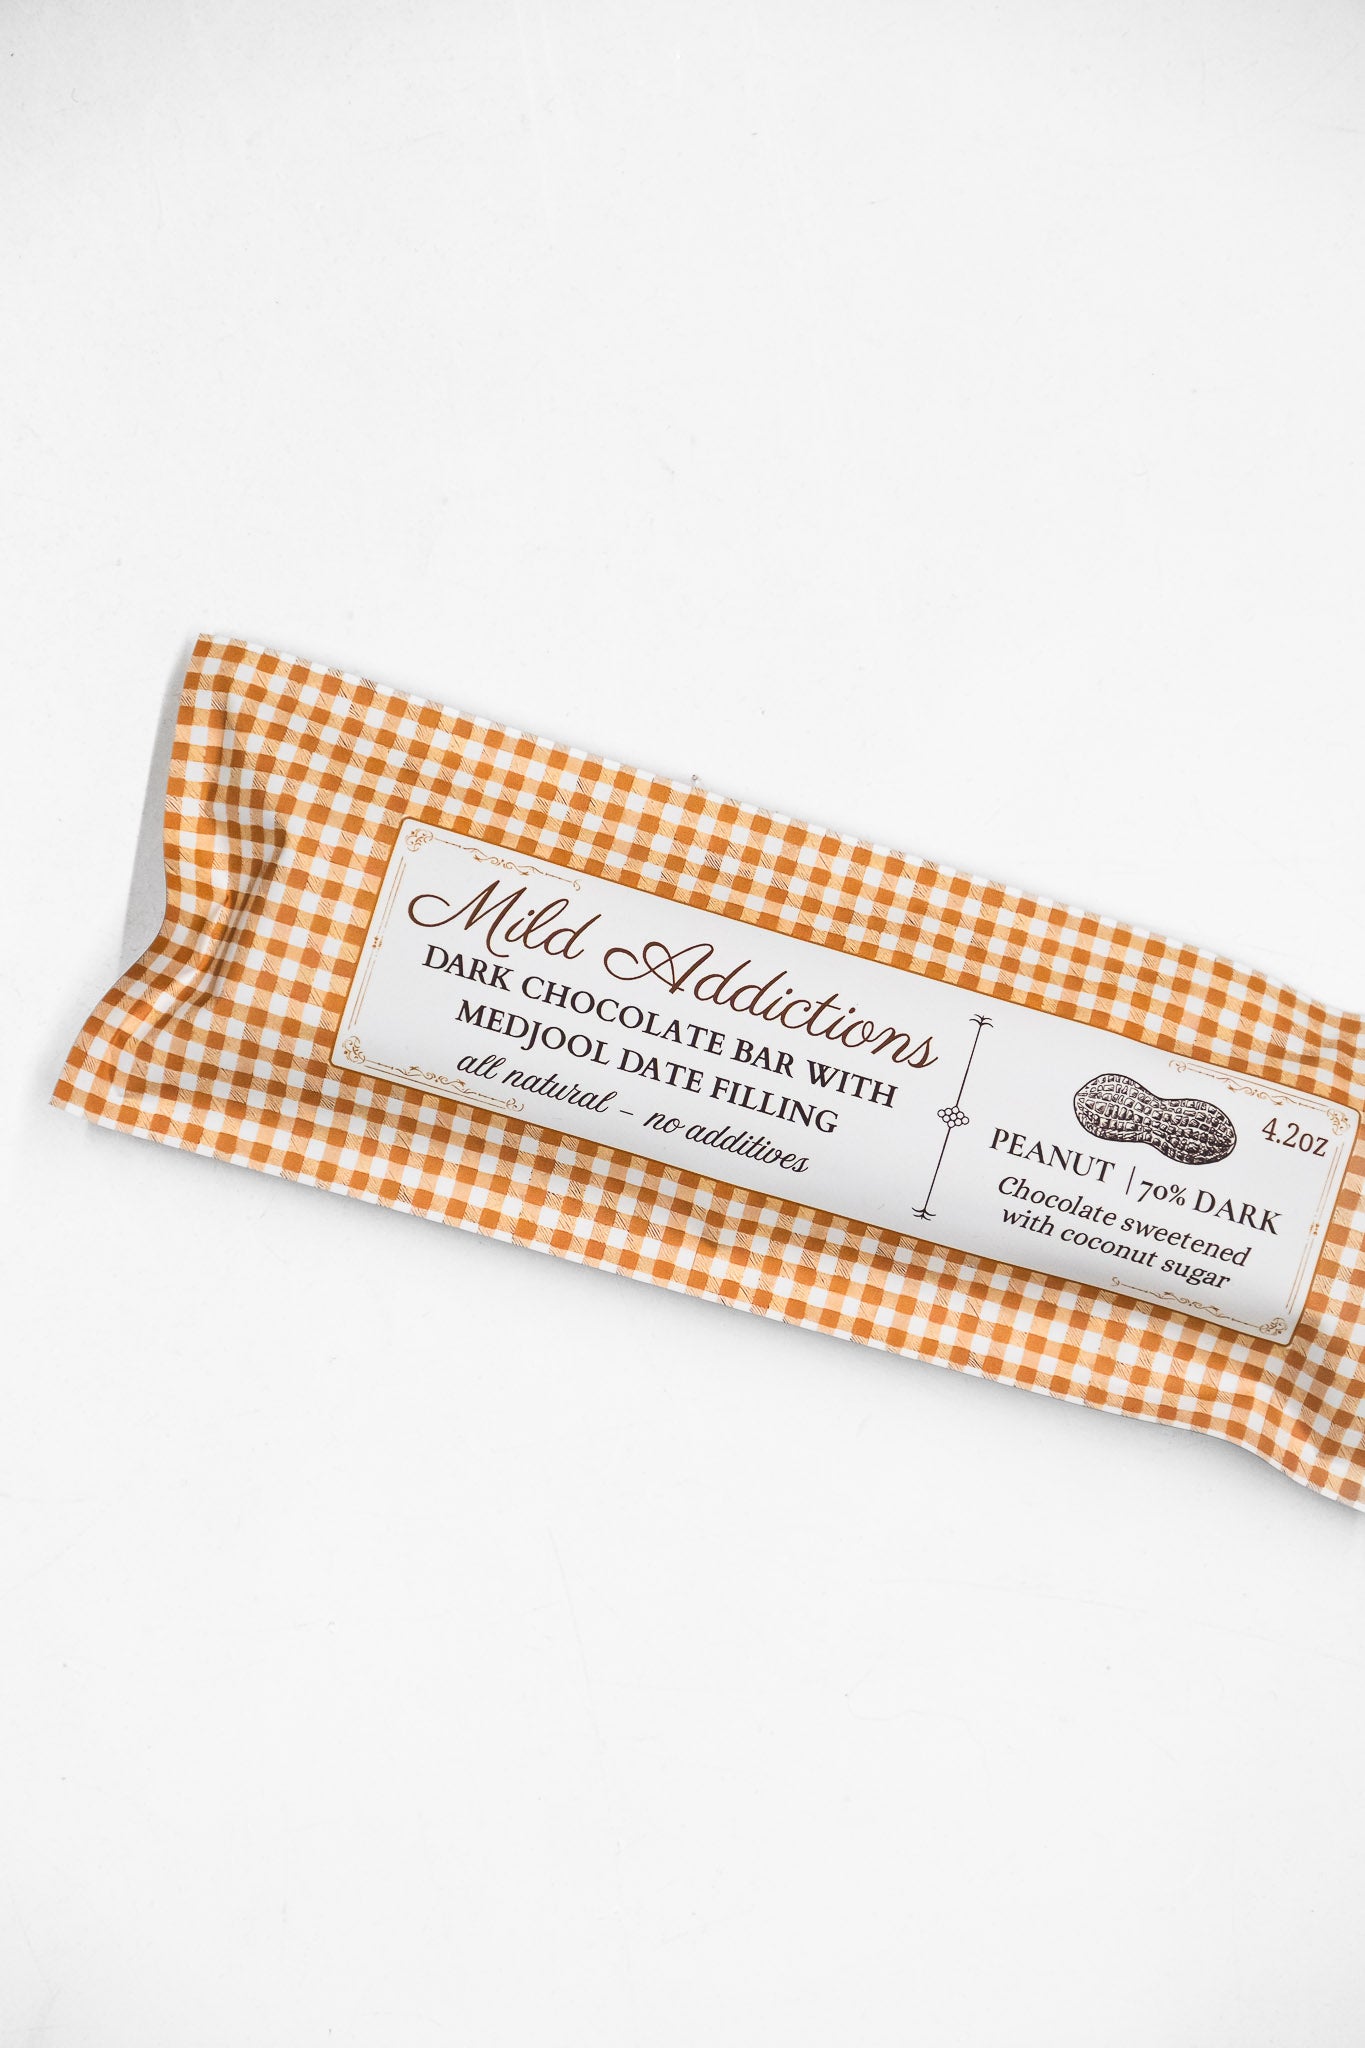 Mild Addictions
DARK CHOCOLATE BAR WITH
MEDJOOL DATE FILLING
all natural – no additives
4.2oz
PEANUT | 70% DARK
Chocolate sweetened
with coconut sugar